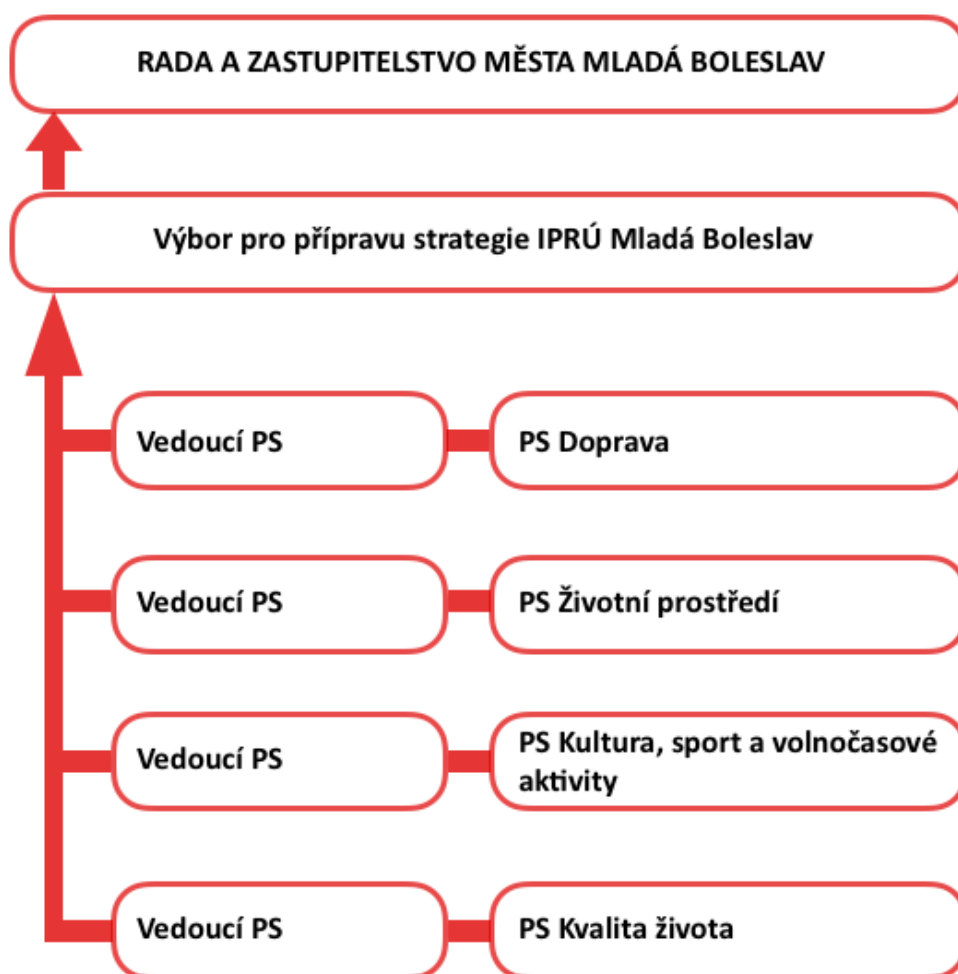 RADA A ZASTUPITELSTVO MĚSTA MLADÁ BOLESLAV
Výbor pro přípravu strategie IPRÚ Mladá Boleslav
Vedoucí PS
PS Doprava
Vedoucí PS
PS Životní prostředí
Vedoucí PS
PS Kultura, sport a volnočasové
aktivity
Vedoucí PS
PS Kvalita života